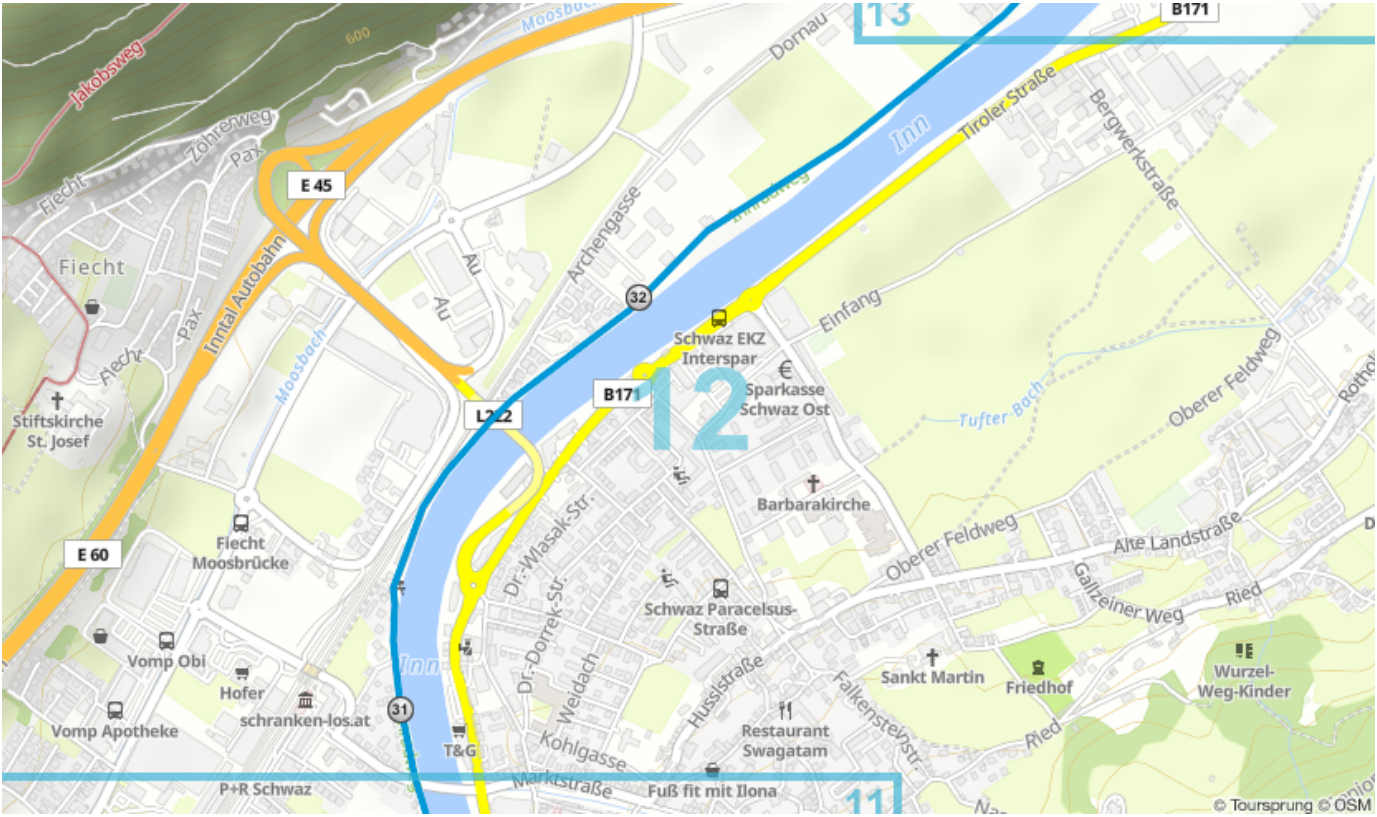 13
B171
Moosbach
600
Dornau
Jakobsweg
Tiroler Straße
Zöhrerweg
Inn
Bergwerkstraße
Pax
Innradweg
E 45
Fiecht
Archengasse
Fiecht
Au
Inntal Autobahn
32
Au
Pax
Einfang
Schwaz EKZ
Interspar
Moosbach
Fiecht
Sparkasse
Schwaz Ost
B171
12
Oberer Feldweg
Stiftskirche
St. Josef
L222
Tufter Bach
Barbarakirche
Dr.-Wlasak-Str.
Oberer Feldweg
Alte Landstraße
E 60
Fiecht
Moosbrücke
Dr.-Dorrek-Str.
Schwaz Paracelsus-
Straße
Gallzeiner Weg
Ried
Vomp Obi
Inn
Weidach
Husslstraße
Sankt Martin
Friedhof
Wurzel-
Weg-Kinder
Hofer
schranken-los.at
31
Falkensteinstr.
Vomp Apotheke
T&G
Kohlgasse
Restaurant
Swagatam
Ried
P+R Schwaz
Marktstraße
Fuß fit mit Ilona
11
© Toursprung © OSM